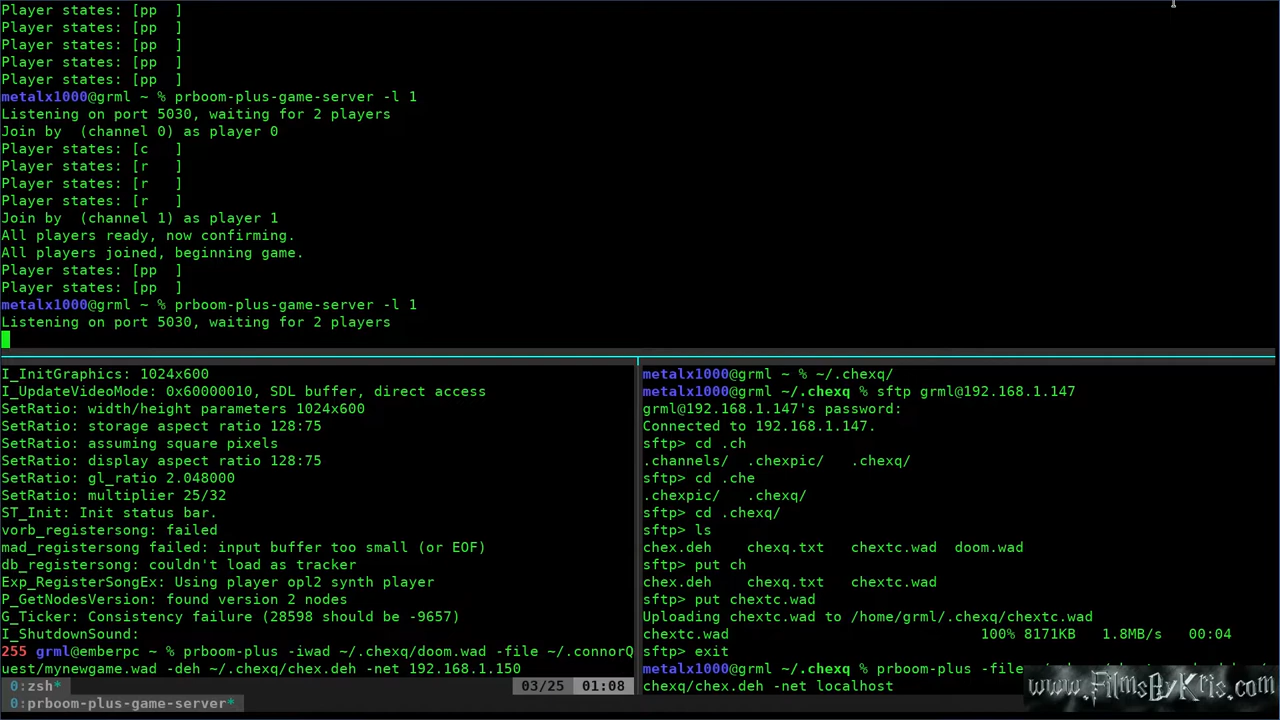 Player states: [pp  ]
Player states: [pp  ]
Player states: [pp  ]
Player states: [pp  ]
Player states: [pp  ]
metalx1000@grml ~ % prboom-plus-game-server -l 1
Listening on port 5030, waiting for 2 players
Join by  (channel 0) as player 0
Player states: [c   ]
Player states: [r   ]
Player states: [r   ]
Player states: [r   ]
Join by  (channel 1) as player 1
All players ready, now confirming.
All players joined, beginning game.
Player states: [pp  ]
Player states: [pp  ]
metalx1000@grml ~ % prboom-plus-game-server -l 1
Listening on port 5030, waiting for 2 players
I_InitGraphics: 1024x600
I_UpdateVideoMode: 0x60000010, SDL buffer, direct access
SetRatio: width/height parameters 1024x600
SetRatio: storage aspect ratio 128:75
SetRatio: assuming square pixels
SetRatio: display aspect ratio 128:75
SetRatio: gl_ratio 2.048000
SetRatio: multiplier 25/32
ST_Init: Init status bar.
vorb_registersong: failed
mad_registersong failed: input buffer too small (or EOF)
db_registersong: couldn't load as tracker
Exp_RegisterSongEx: Using player opl2 synth player
P_GetNodesVersion: found version 2 nodes
G_Ticker: Consistency failure (28598 should be -9657)
I_ShutdownSound:
255 grml@emberpc ~ % prboom-plus -iwad ~/.chexq/doom.wad -file ~/.connorQ
uest/mynewgame.wad -deh ~/.chexq/chex.deh -net 192.168.1.150
0:zsh* 03/25 01:08
metalx1000@grml ~ % ~/.chexq/
metalx1000@grml ~/.chexq % sftp grml@192.168.1.147
grml@192.168.1.147's password:
Connected to 192.168.1.147.
sftp> cd .ch
.channels/  .chexpic/   .chexq/
sftp> cd .che
.chexpic/   .chexq/
sftp> cd .chexq/
sftp> ls
chex.deh    chexq.txt   chextc.wad  doom.wad
sftp> put ch
chex.deh    chexq.txt   chextc.wad
sftp> put chextc.wad
Uploading chextc.wad to /home/grml/.chexq/chextc.wad
chextc.wad 100% 8171KB   1.8MB/s   00:04
sftp> exit
metalx1000@grml ~/.chexq % prboom-plus -file
chexq/chex.deh -net localhost
0:prboom-plus-game-server*
www.FilmsByKris.com